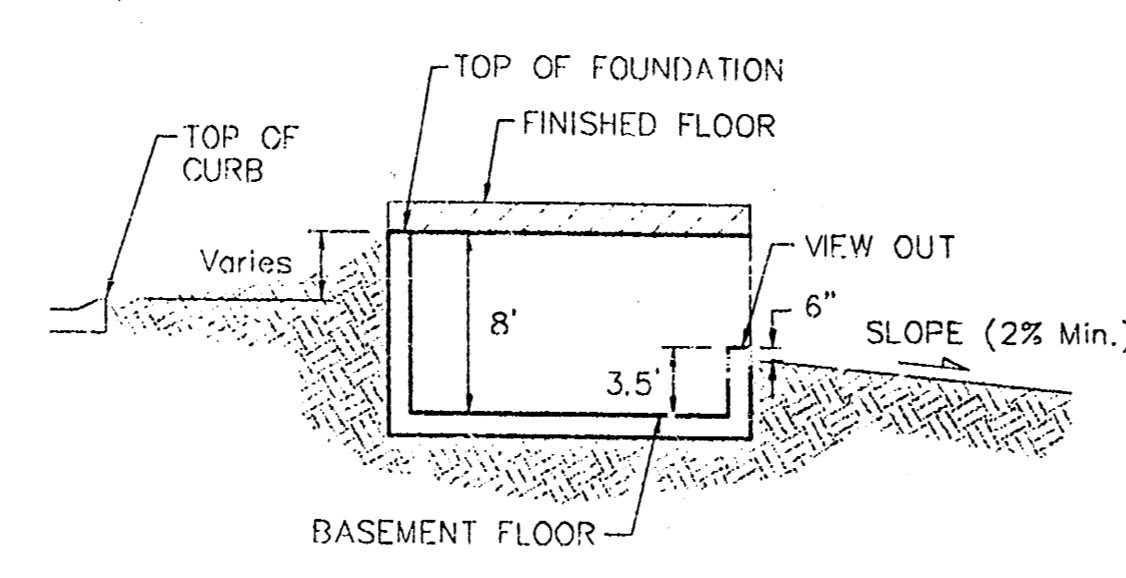 TOP OF FOUNDATION
FINISHED FLOOR
TOP OF
CURB
Varies
VIEW OUT
6"
SLOPE (2% Min.)
8'
3.5'
BASEMENT FLOOR